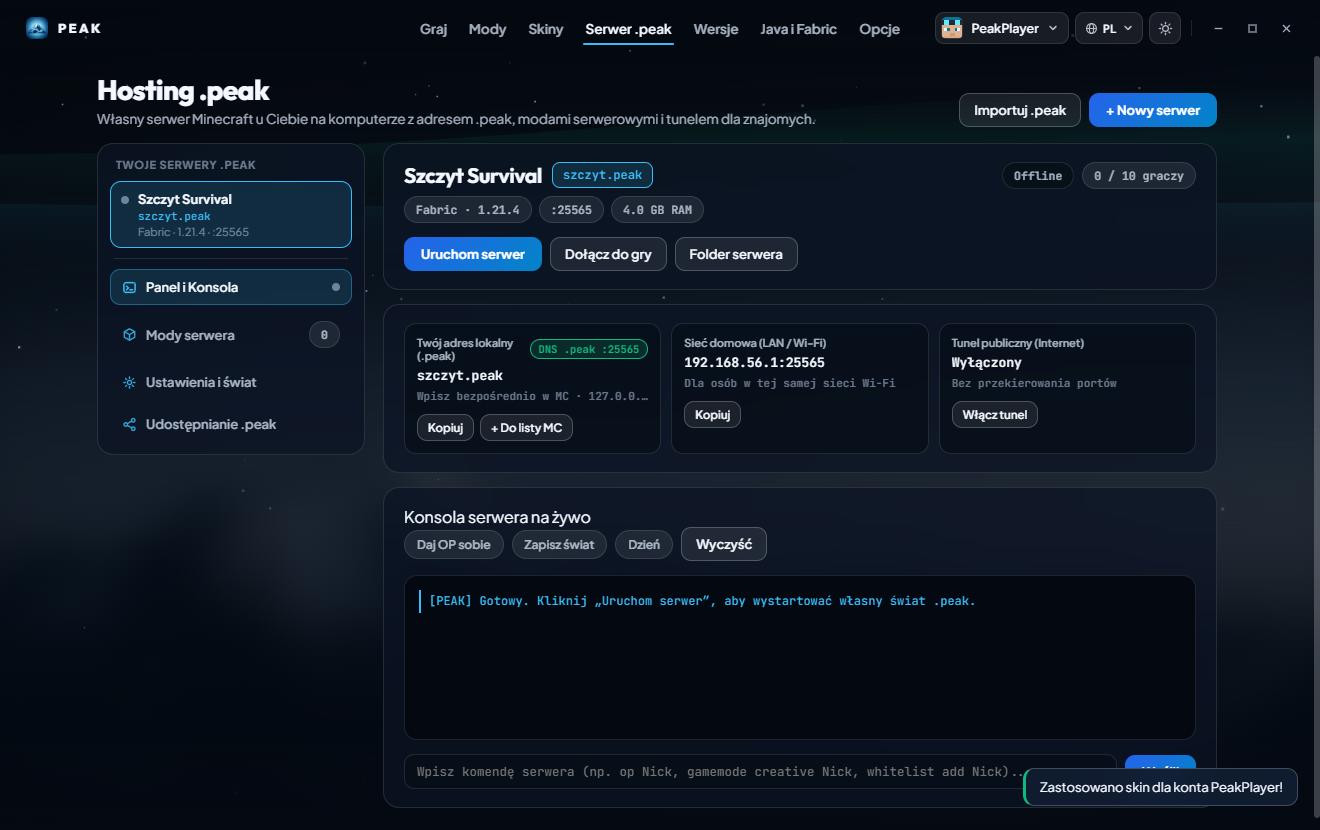 PEAK
Graj Mody Skiny Serwer .peak Wersje Java i Fabric Opcje
PeakPlayer
PL
Hosting .peak
Własny serwer Minecraft u Ciebie na komputerze z adresem .peak, modami serwerowymi i tunelem dla znajomych.
Importuj .peak
+ Nowy serwer
TWOJE SERWERY .PEAK
Szczyt Survival
szczyt.peak
Fabric · 1.21.4 · :25565
Panel i Konsola
Mody serwera 0
Ustawienia i świat
Udostępnianie .peak
Szczyt Survival szczyt.peak
Offline 0 / 10 graczy
Fabric · 1.21.4 :25565 4.0 GB RAM
Uruchom serwer Dołącz do gry Folder serwera
Twój adres lokalny
(.peak)
DNS .peak :25565
szczyt.peak
Wpisz bezpośrednio w MC · 127.0.0.…
Kopiuj + Do listy MC
Sieć domowa (LAN / Wi-Fi)
192.168.56.1:25565
Dla osób w tej samej sieci Wi-Fi
Kopiuj
Tunel publiczny (Internet)
Wyłączony
Bez przekierowania portów
Włącz tunel
Konsola serwera na żywo
Daj OP sobie Zapisz świat Dzień Wyczyść
[PEAK] Gotowy. Kliknij „Uruchom serwer”, aby wystartować własny świat .peak.
Wpisz komendę serwera (np. op Nick, gamemode creative Nick, whitelist add Nick)..
Zastosowano skin dla konta PeakPlayer!